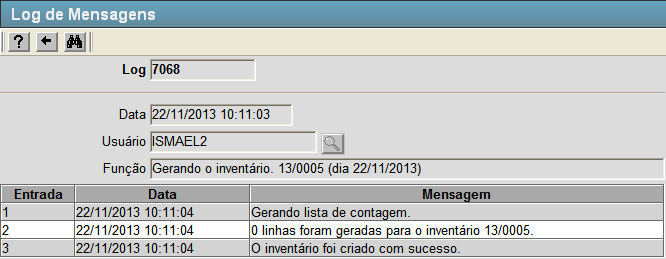 Log de Mensagens
?
Log 7068
Data 22/11/2013 10:11:03
Usuário ISMAEL2
Função Gerando o inventário. 13/0005 (dia 22/11/2013)
Entrada Data Mensagem
1 22/11/2013 10:11:04 Gerando lista de contagem.
2 22/11/2013 10:11:04 0 linhas foram geradas para o inventário 13/0005.
3 22/11/2013 10:11:04 O inventário foi criado com sucesso.